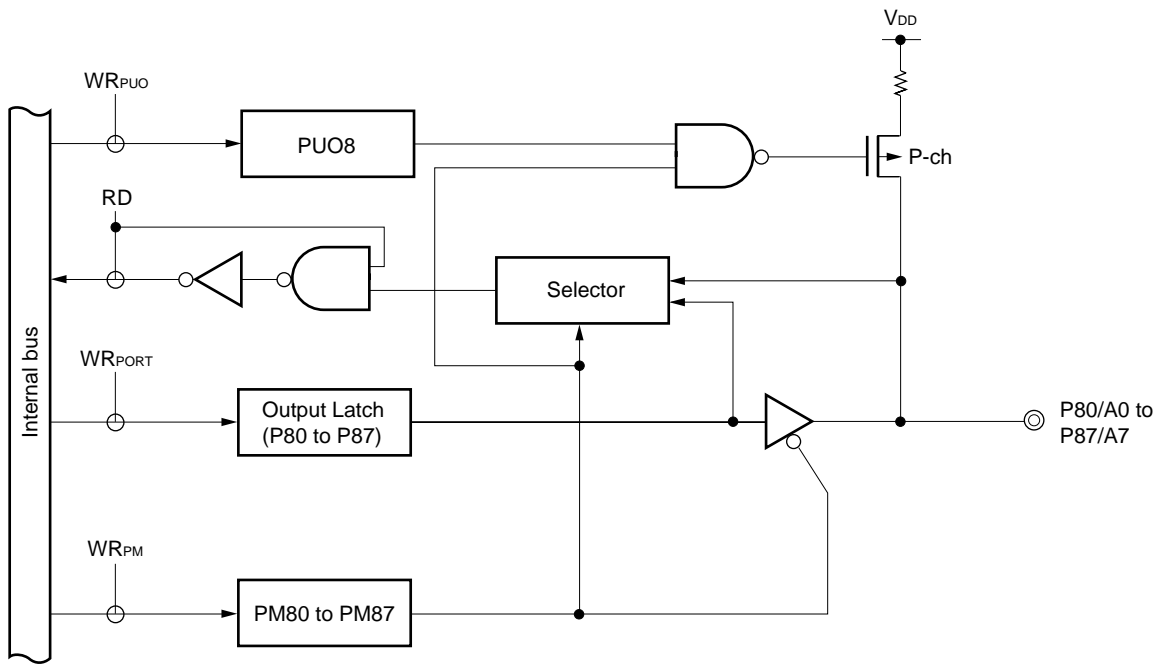 VDD
WRPUO
PUO8
P-ch
RD
Selector
Internal bus
WRPORT
Output Latch
(P80 to P87)
P80/A0 to
P87/A7
WRPM
PM80 to PM87